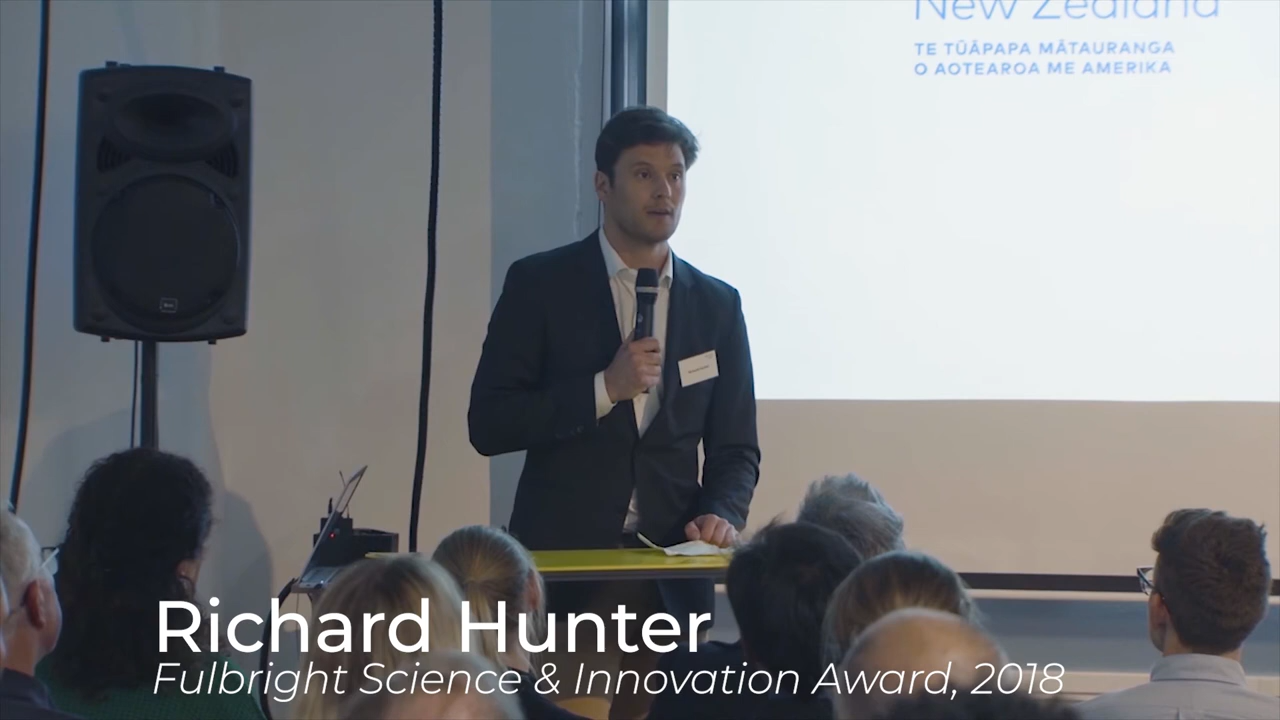 New Zealand
TE TŪĀPAPA MĀTAURANGA
O AOTEAROA ME AMERIKA
Richard Hunter
Fulbright Science & Innovation Award, 2018